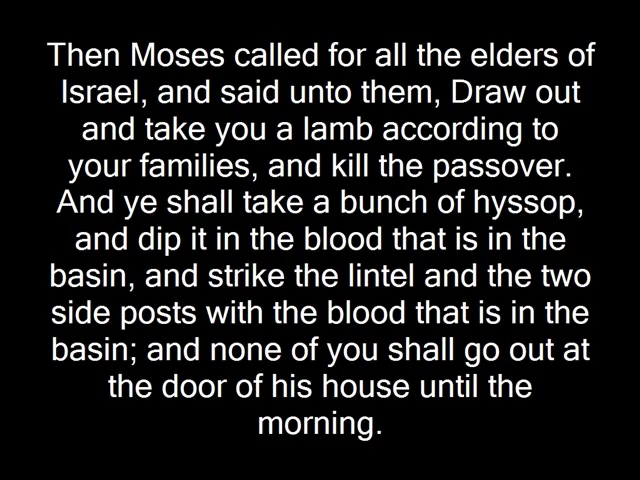 Then Moses called for all the elders of
Israel, and said unto them, Draw out
and take you a lamb according to
your families, and kill the passover.
And ye shall take a bunch of hyssop,
and dip it in the blood that is in the
basin, and strike the lintel and the two
side posts with the blood that is in the
basin; and none of you shall go out at
the door of his house until the
morning.